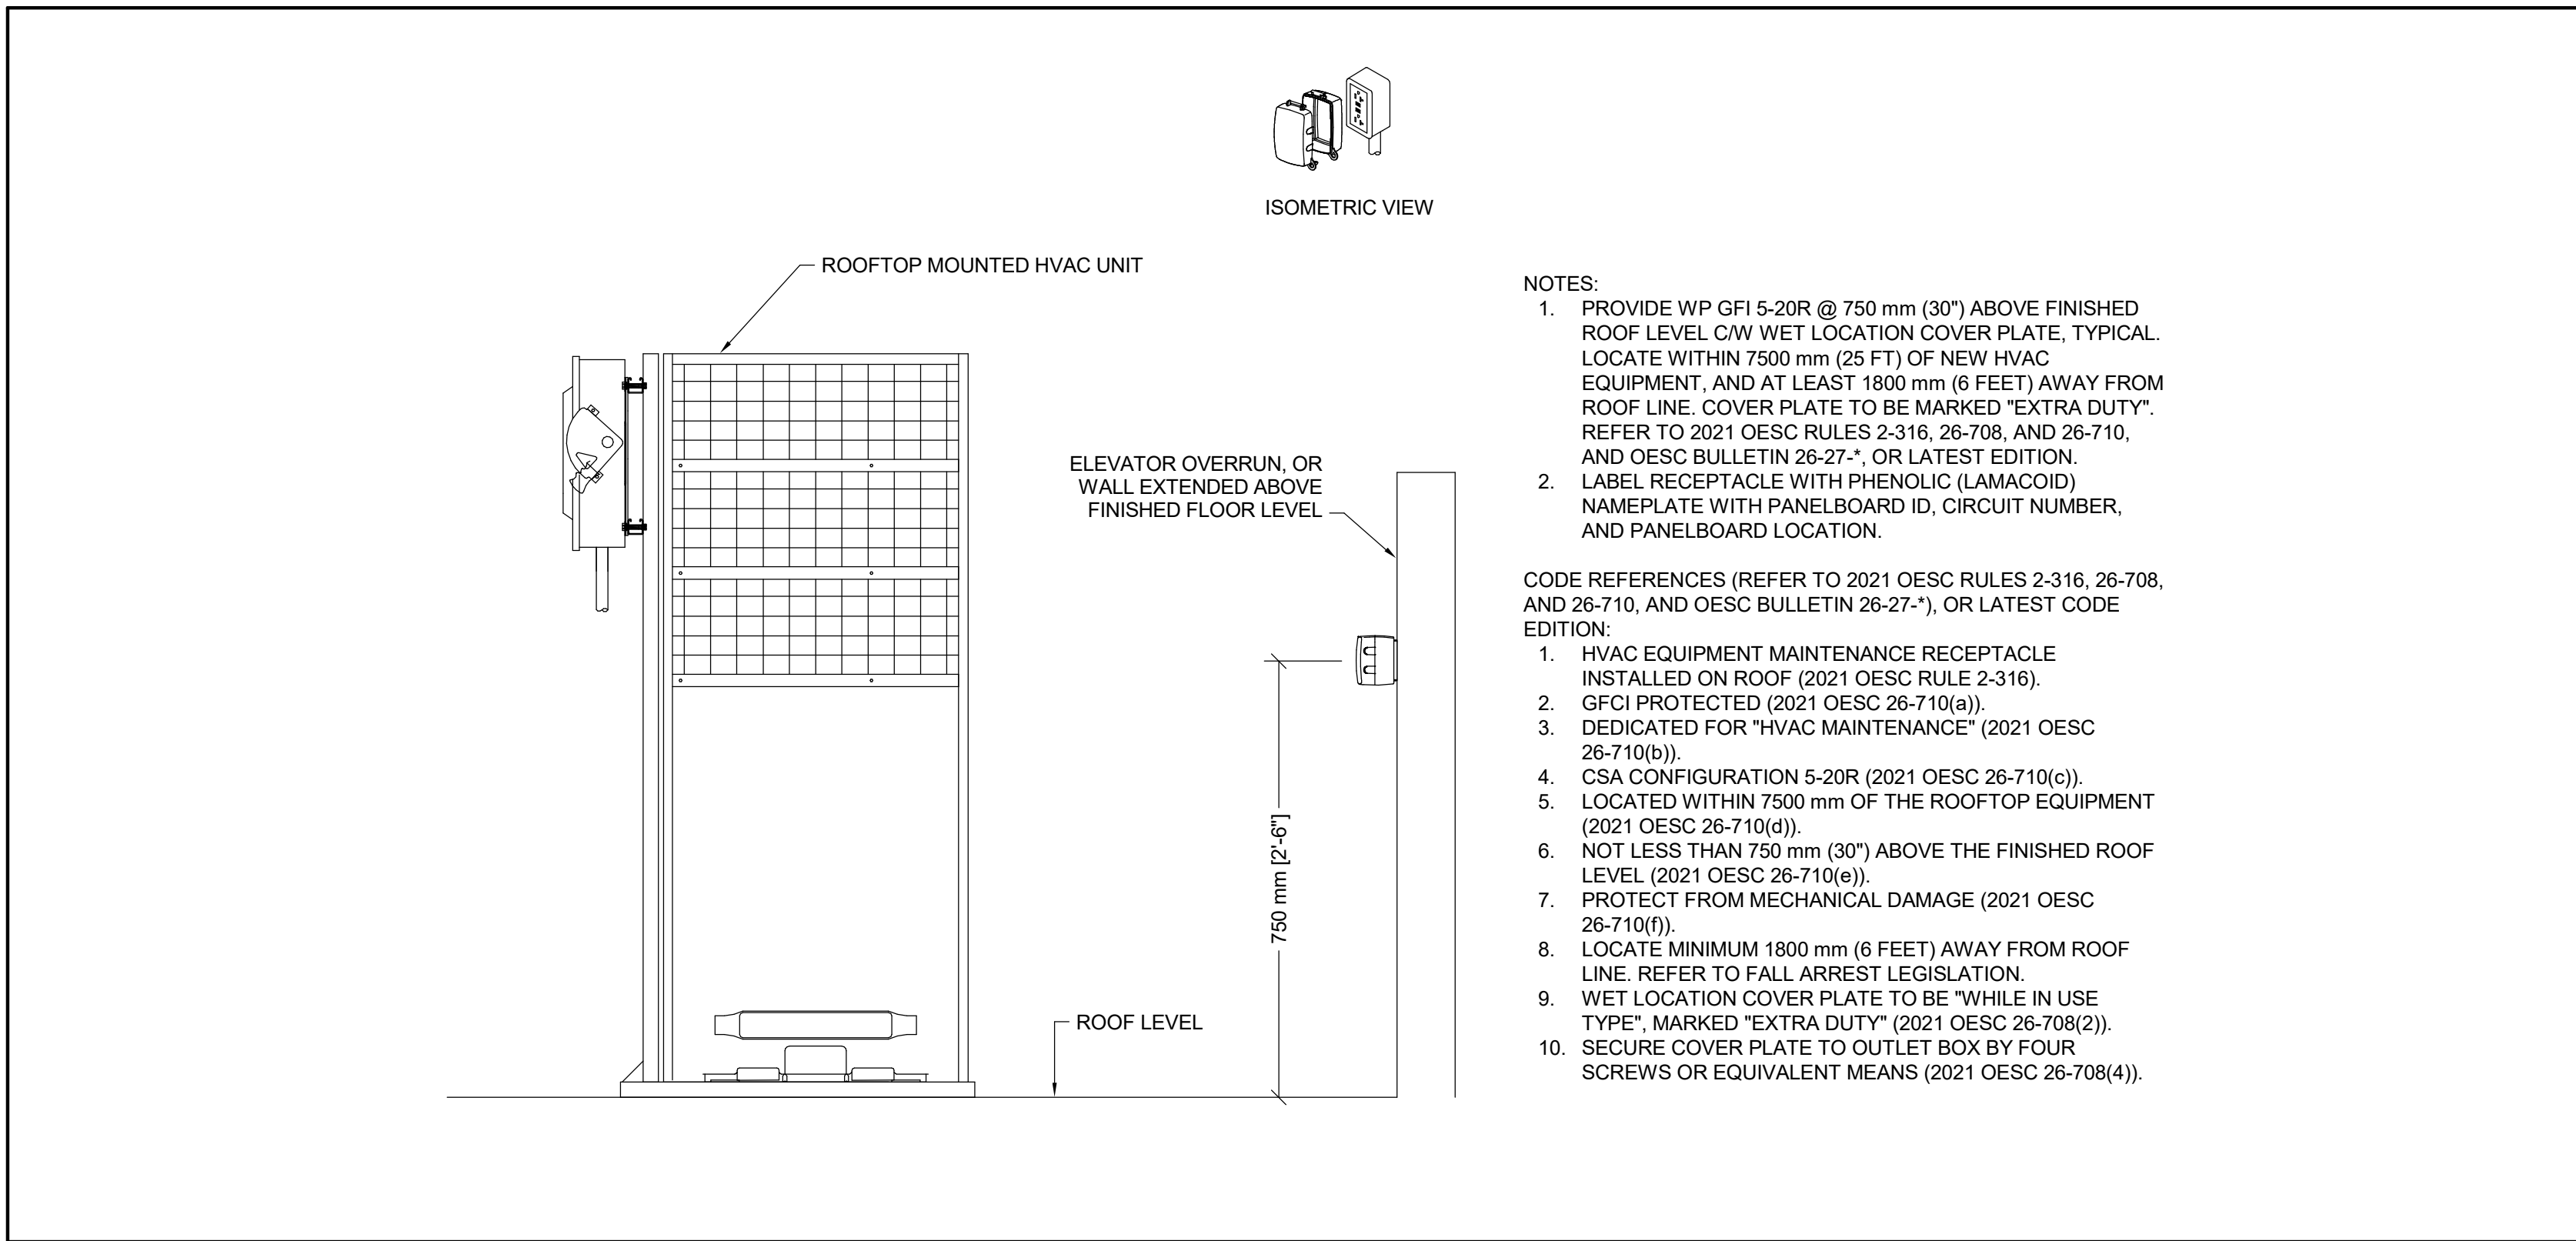 ISOMETRIC VIEW
ROOFTOP MOUNTED HVAC UNIT
ELEVATOR OVERRUN, OR
WALL EXTENDED ABOVE
FINISHED FLOOR LEVEL
750 mm [2'-6"]
ROOF LEVEL
NOTES:
1. PROVIDE WP GFI 5-20R @ 750 mm (30") ABOVE FINISHED
ROOF LEVEL C/W WET LOCATION COVER PLATE, TYPICAL.
LOCATE WITHIN 7500 mm (25 FT) OF NEW HVAC
EQUIPMENT, AND AT LEAST 1800 mm (6 FEET) AWAY FROM
ROOF LINE. COVER PLATE TO BE MARKED "EXTRA DUTY".
REFER TO 2021 OESC RULES 2-316, 26-708, AND 26-710,
AND OESC BULLETIN 26-27-*, OR LATEST EDITION.
2. LABEL RECEPTACLE WITH PHENOLIC (LAMACOID)
NAMEPLATE WITH PANELBOARD ID, CIRCUIT NUMBER,
AND PANELBOARD LOCATION.
CODE REFERENCES (REFER TO 2021 OESC RULES 2-316, 26-708,
AND 26-710, AND OESC BULLETIN 26-27-*), OR LATEST CODE
EDITION:
1. HVAC EQUIPMENT MAINTENANCE RECEPTACLE
INSTALLED ON ROOF (2021 OESC RULE 2-316).
2. GFCI PROTECTED (2021 OESC 26-710(a)).
3. DEDICATED FOR "HVAC MAINTENANCE" (2021 OESC
26-710(b)).
4. CSA CONFIGURATION 5-20R (2021 OESC 26-710(c)).
5. LOCATED WITHIN 7500 mm OF THE ROOFTOP EQUIPMENT
(2021 OESC 26-710(d)).
6. NOT LESS THAN 750 mm (30") ABOVE THE FINISHED ROOF
LEVEL (2021 OESC 26-710(e)).
7. PROTECT FROM MECHANICAL DAMAGE (2021 OESC
26-710(f)).
8. LOCATE MINIMUM 1800 mm (6 FEET) AWAY FROM ROOF
LINE. REFER TO FALL ARREST LEGISLATION.
9. WET LOCATION COVER PLATE TO BE "WHILE IN USE
TYPE", MARKED "EXTRA DUTY" (2021 OESC 26-708(2)).
10. SECURE COVER PLATE TO OUTLET BOX BY FOUR
SCREWS OR EQUIVALENT MEANS (2021 OESC 26-708(4)).